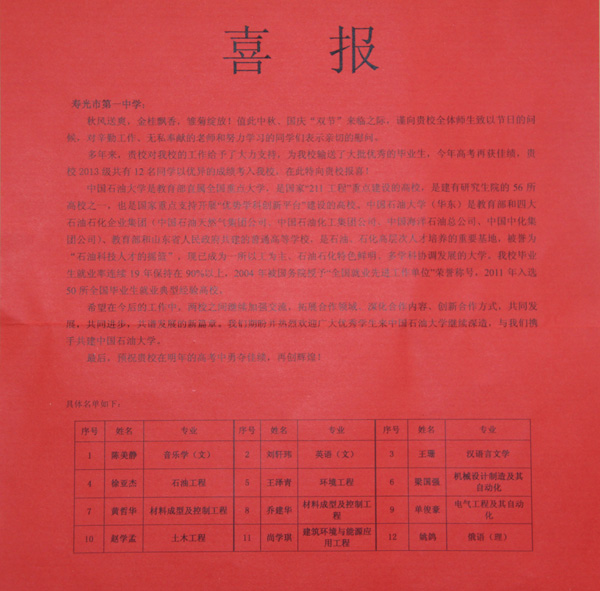 喜 报
寿光市第一中学：
秋风送爽，金桂飘香，雏菊绽放！值此中秋、国庆“双节”来临之际，谨向贵校全体师生致以节日的问
候，对辛勤工作、无私奉献的老师和努力学习的同学们表示亲切的慰问。
多年来，贵校对我校的工作给予了大力支持，为我校输送了大批优秀的毕业生，今年高考再获佳绩，贵
校2013级共有12名同学以优异的成绩考入我校。在此特向贵校报喜！
中国石油大学是教育部直属全国重点大学，是国家“211工程”重点建设的高校，是建有研究生院的56所
高校之一，也是国家重点支持开展“优势学科创新平台”建设的高校。中国石油大学（华东）是教育部和四大
石油石化企业集团（中国石油天然气集团公司、中国石油化工集团公司、中国海洋石油总公司、中国中化集
团公司）、教育部和山东省人民政府共建的普通高等学校，是石油、石化高层次人才培养的重要基地，被誉为
“石油科技人才的摇篮”，现已成为一所以工为主、石油石化特色鲜明、多学科协调发展的大学。我校毕业
生就业率连续19年保持在90%以上，2004年被国务院授予“全国就业先进工作单位”荣誉称号，2011年入选
50所全国毕业生就业典型经验高校。
希望在今后的工作中，两校之间继续加强交流，拓展合作领域，深化合作内容，创新合作方式，共同发
展，共同进步，共谱发展的新篇章。我们期盼并热烈欢迎广大优秀学生来中国石油大学继续深造，与我们携
手共建中国石油大学。
最后，预祝贵校在明年的高考中勇夺佳绩，再创辉煌！
具体名单如下：
序号 姓名 专业 序号 姓名 专业 序号 姓名 专业
1 陈美静 音乐学（文） 2 刘轩玮 英语（文） 3 王珊 汉语言文学
4 徐亚杰 石油工程 5 王泽青 环境工程 6 梁国强 机械设计制造及其
自动化
7 黄哲华 材料成型及控制工程 8 乔建华 材料成型及控制工
程 9 单俊豪 电气工程及其自动
化
10 赵学孟 土木工程 11 尚学琪 建筑环境与能源应
用工程 12 姚鸽 俄语（理）